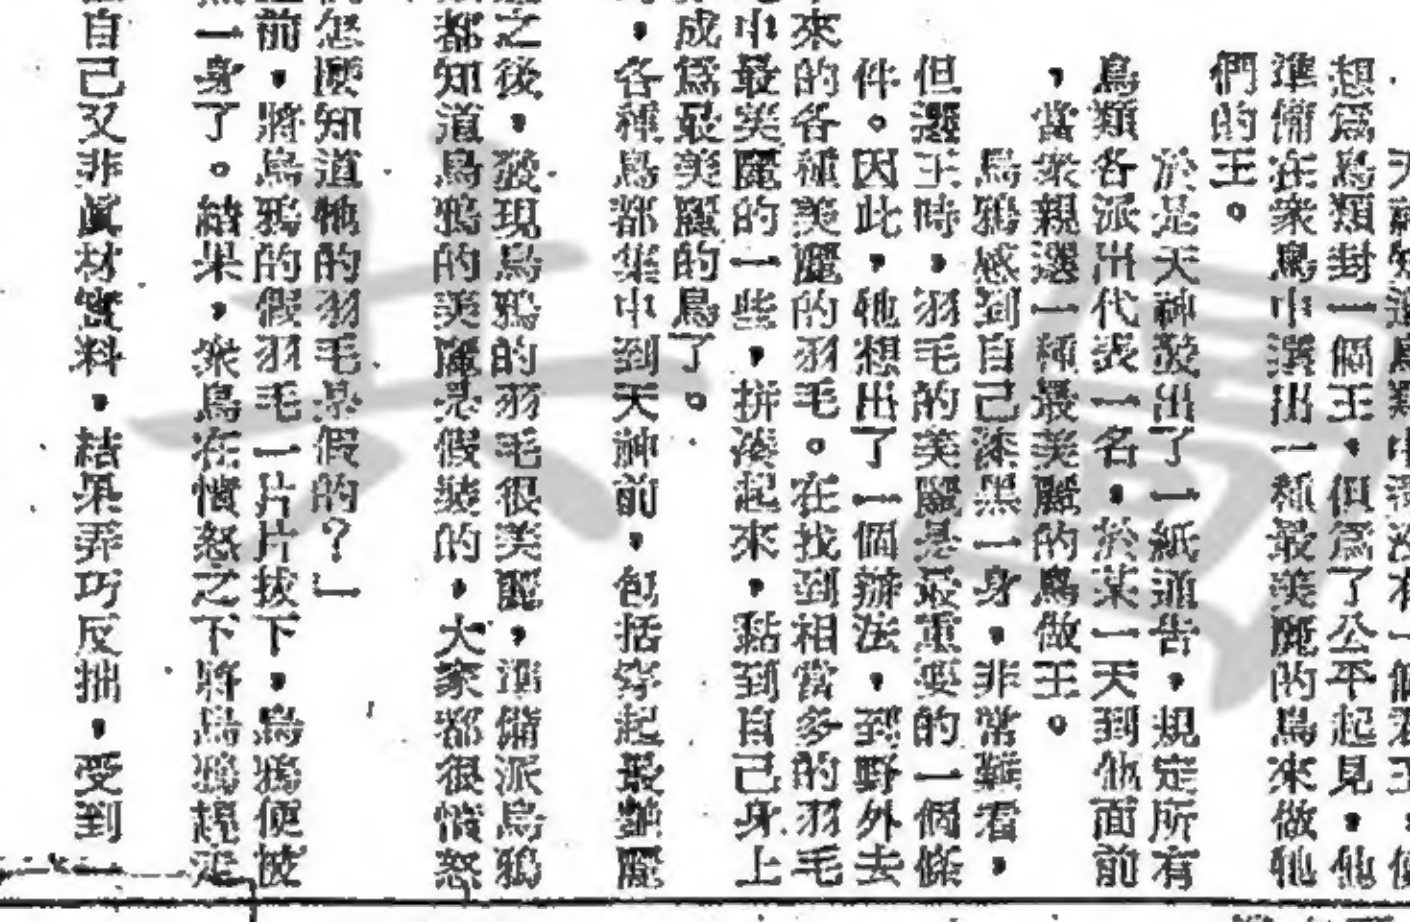 天神知道鳥類中還沒有一個君王，便
想爲鳥類封一個王，但爲了公平起見，他
準備在衆鳥中選出一種最美麗的鳥來做牠
們的王。
於是天神發出了一紙通告，規定所有
鳥類各派出代表一名，於某一天到他面前
，當衆親選一種最美麗的鳥做王。
烏鴉感到自己漆黑一身，非常難看，
但選王時，羽毛的美麗是最重要的一個條
件。因此，牠想出了一個辦法，到野外去
來的各種美麗的羽毛。在找到相當多的羽毛
中最美麗的一些，拼湊起來，黏到自己身上
成爲最美麗的鳥了。
，各種鳥都集中到天神前，包括穿起最艷麗
之後，發現烏鴉的羽毛很美麗，準備派烏鴉
都知道烏鴉的美麗是假裝的，大家都很憤怒
怎麼知道牠的羽毛是假的？」
前，將烏鴉的假羽毛一片片拔下，烏鴉便被
一身了。結果，衆鳥在憤怒之下將烏鴉趕走
自己又非眞材實料，結果弄巧反拙，受到一